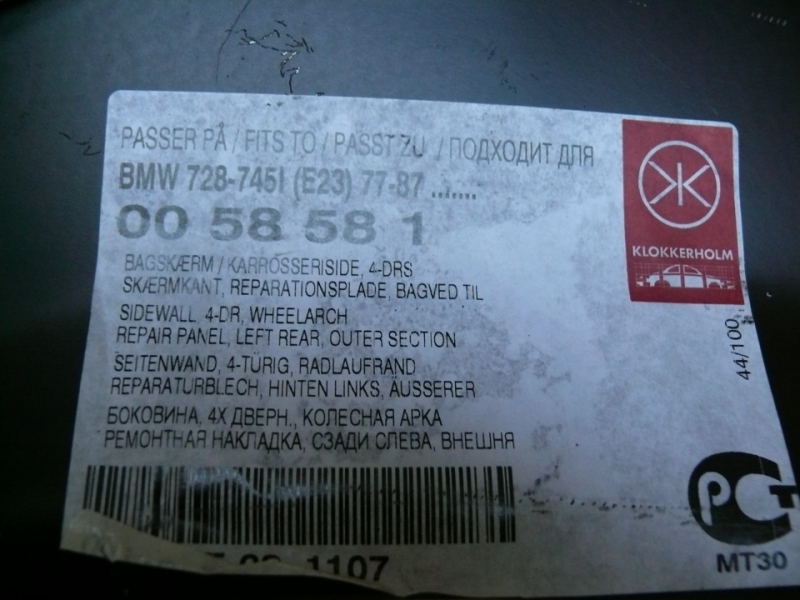 PASSER PÅ / FITS TO / PASST ZU / ПОДХОДИТ ДЛЯ
BMW 728-745I (E23) 77-87 .......
00 58 58 1
BAGSKÆRM / KARROSSERISIDE, 4-DRS
SKÆRMKANT, REPARATIONSPLADE, BAGVED TIL
SIDEWALL, 4-DR, WHEELARCH
REPAIR PANEL, LEFT REAR, OUTER SECTION
SEITENWAND, 4-TÜRIG, RADLAUFRAND
REPARATURBLECH, HINTEN LINKS, ÄUSSERER
БОКОВИНА, 4Х ДВЕРН., КОЛЕСНАЯ АРКА
РЕМОНТНАЯ НАКЛАДКА, СЗАДИ СЛЕВА, ВНЕШНЯ
1107
KLOKKERHOLM
44/100
РСТ
MT30